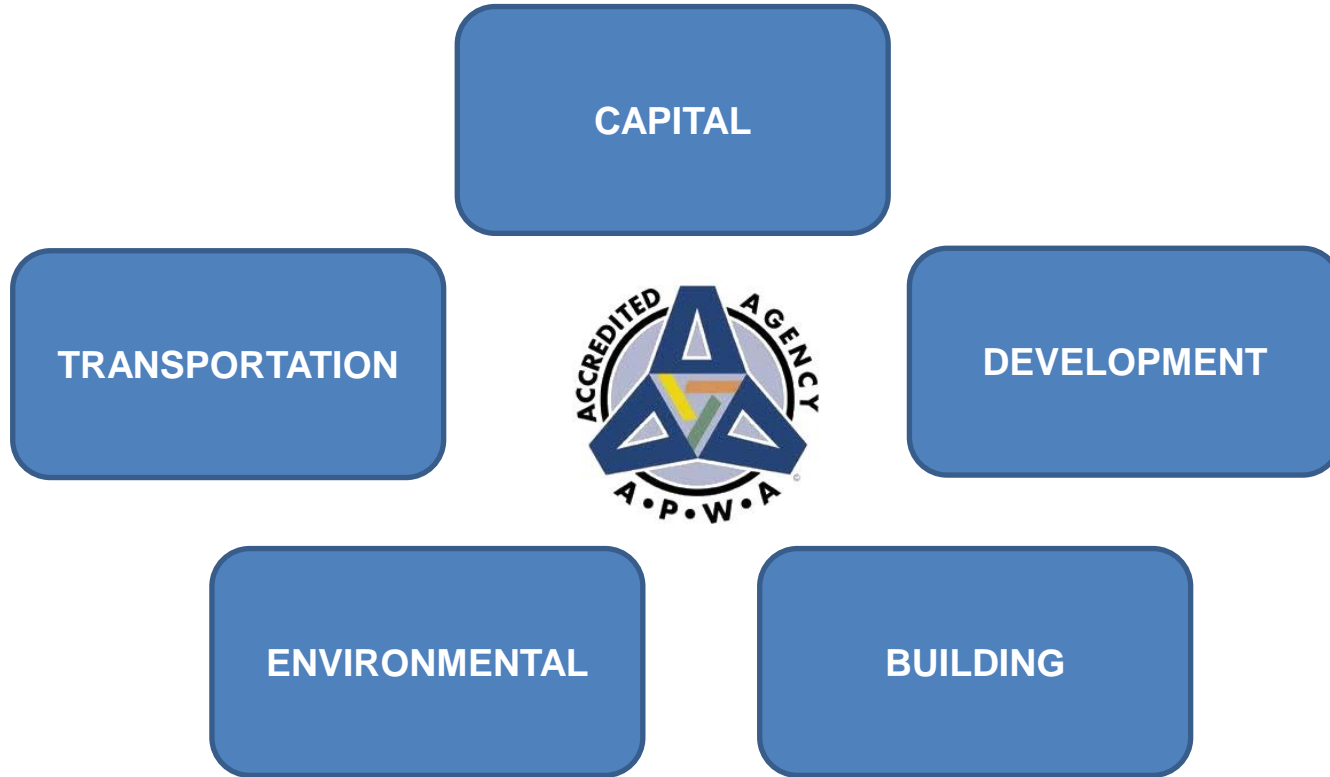 CAPITAL
TRANSPORTATION
ACCREDITED AGENCY
A•P•W•A
©
DEVELOPMENT
ENVIRONMENTAL
BUILDING